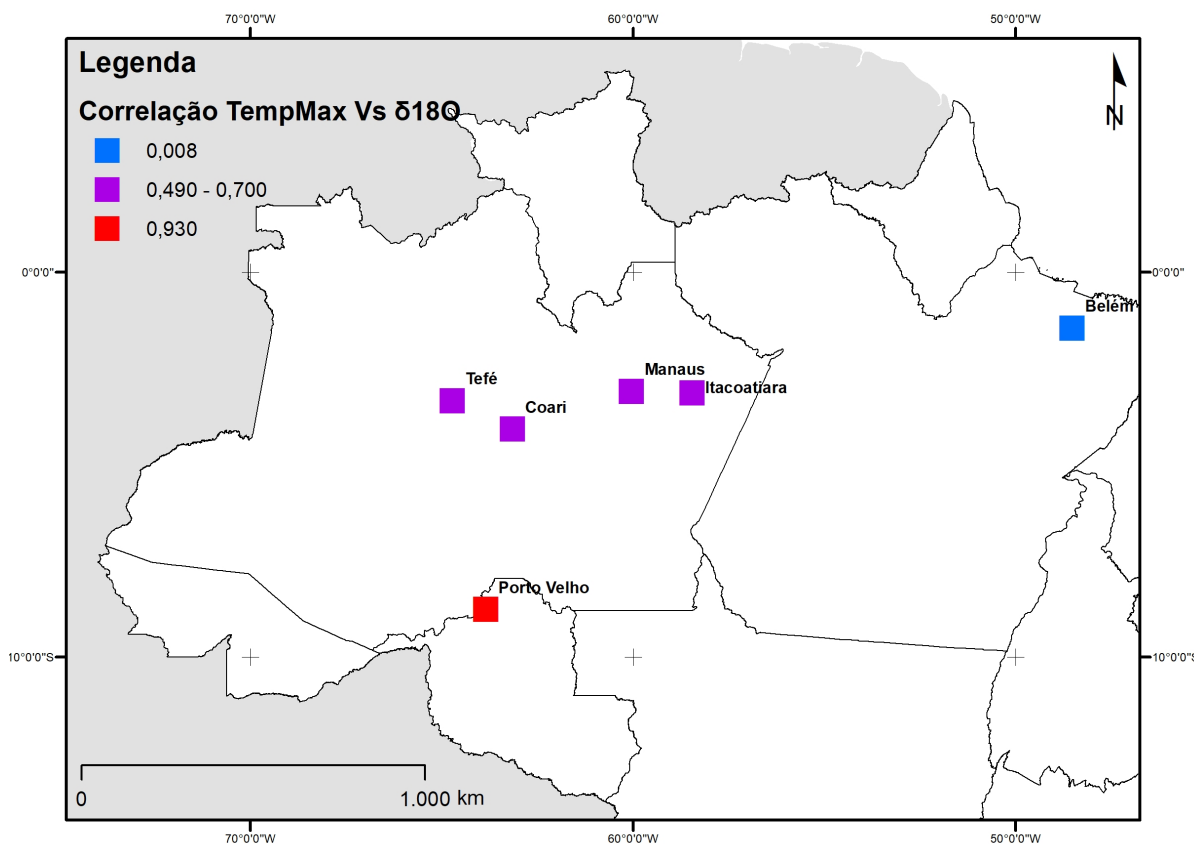 70°0'0"W 60°0'0"W 50°0'0"W
Legenda
Correlação TempMax Vs δ18O
0,008
0,490 - 0,700
0,930
N
0°0'0" 0°0'0"
Belém
Manaus
Tefé
Itacoatiara
Coari
Porto Velho
10°0'0"S 10°0'0"S
0 1.000 km
70°0'0"W 60°0'0"W 50°0'0"W